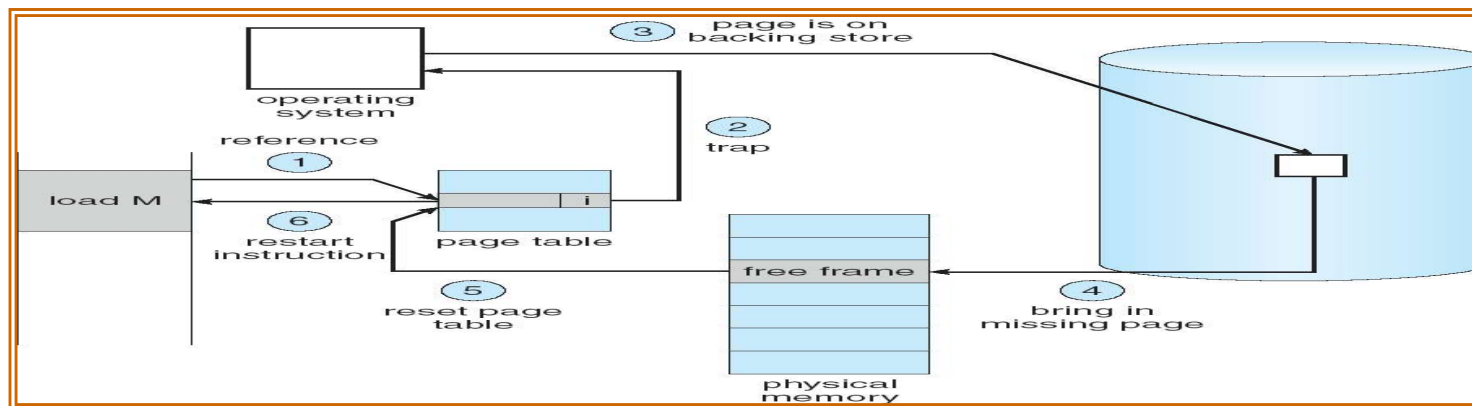 3
page is on
backing store
operating
system
reference
1
2
trap
load M
i
6
restart
instruction
page table
free frame
5
reset page
table
4
bring in
missing page
physical
memory